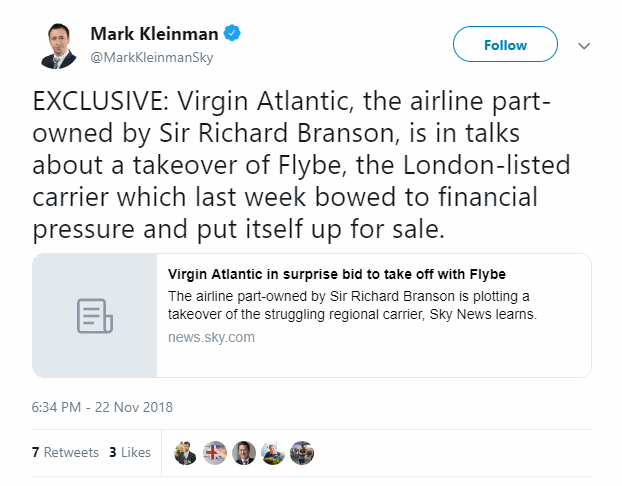 Mark Kleinman
@MarkKleinmanSky
Follow
EXCLUSIVE: Virgin Atlantic, the airline part-
owned by Sir Richard Branson, is in talks
about a takeover of Flybe, the London-listed
carrier which last week bowed to financial
pressure and put itself up for sale.
Virgin Atlantic in surprise bid to take off with Flybe
The airline part-owned by Sir Richard Branson is plotting a
takeover of the struggling regional carrier, Sky News learns.
news.sky.com
6:34 PM - 22 Nov 2018
7 Retweets 3 Likes